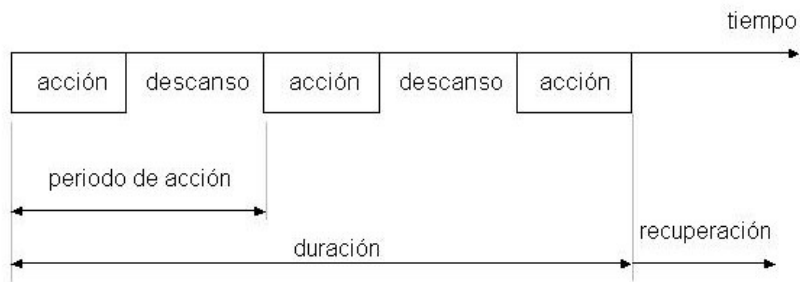 tiempo
acción descanso acción descanso acción
periodo de acción
recuperación
duración